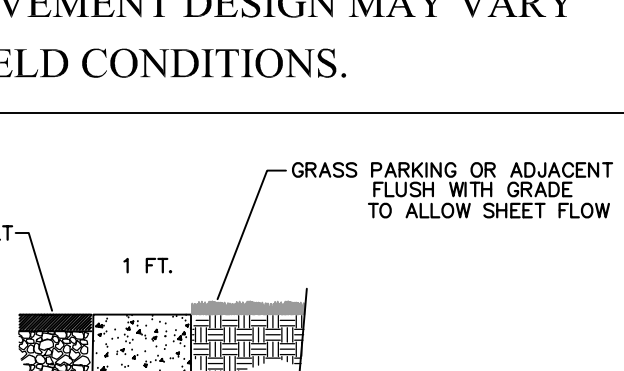 VEMENT DESIGN MAY VARY
ELD CONDITIONS.
GRASS PARKING OR ADJACENT
FLUSH WITH GRADE
TO ALLOW SHEET FLOW
LT
1 FT.